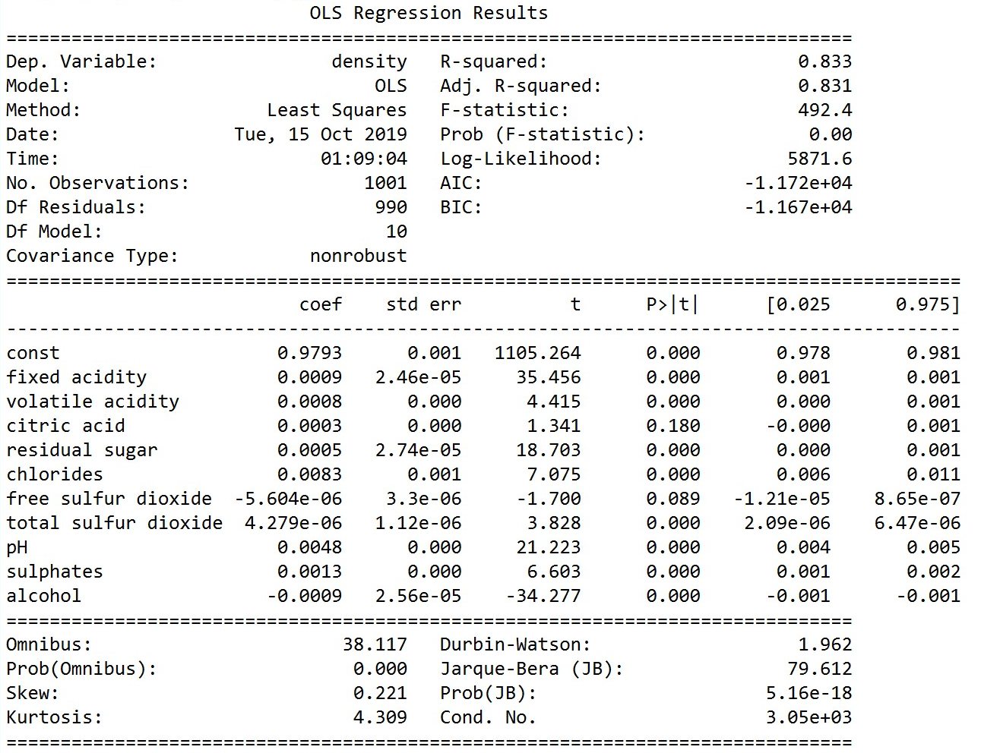 OLS Regression Results
==============================================================================
Dep. Variable:                density   R-squared:                       0.833
Model:                            OLS   Adj. R-squared:                  0.831
Method:                 Least Squares   F-statistic:                     492.4
Date:                Tue, 15 Oct 2019   Prob (F-statistic):               0.00
Time:                        01:09:04   Log-Likelihood:                 5871.6
No. Observations:                1001   AIC:                        -1.172e+04
Df Residuals:                     990   BIC:                        -1.167e+04
Df Model:                          10
Covariance Type:            nonrobust
========================================================================================
                           coef    std err          t      P>|t|      [0.025      0.975]
----------------------------------------------------------------------------------------
const                    0.9793      0.001   1105.264      0.000       0.978       0.981
fixed acidity            0.0009   2.46e-05     35.456      0.000       0.001       0.001
volatile acidity         0.0008      0.000      4.415      0.000       0.000       0.001
citric acid              0.0003      0.000      1.341      0.180      -0.000       0.001
residual sugar           0.0005   2.74e-05     18.703      0.000       0.000       0.001
chlorides                0.0083      0.001      7.075      0.000       0.006       0.011
free sulfur dioxide  -5.604e-06    3.3e-06     -1.700      0.089   -1.21e-05    8.65e-07
total sulfur dioxide  4.279e-06   1.12e-06      3.828      0.000    2.09e-06    6.47e-06
pH                       0.0048      0.000     21.223      0.000       0.004       0.005
sulphates                0.0013      0.000      6.603      0.000       0.001       0.002
alcohol                 -0.0009   2.56e-05    -34.277      0.000      -0.001      -0.001
==============================================================================
Omnibus:                       38.117   Durbin-Watson:                   1.962
Prob(Omnibus):                  0.000   Jarque-Bera (JB):               79.612
Skew:                           0.221   Prob(JB):                     5.16e-18
Kurtosis:                       4.309   Cond. No.                     3.05e+03
==============================================================================